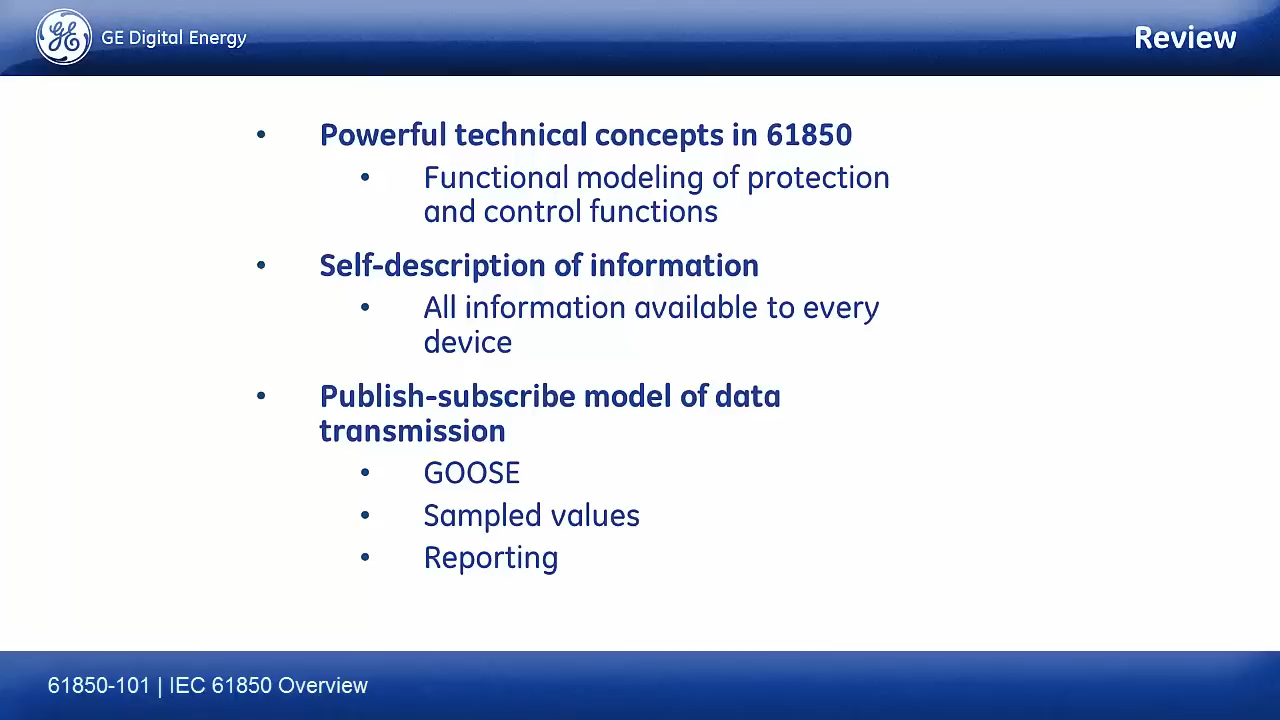 GE Digital Energy
Review
• Powerful technical concepts in 61850
• Functional modeling of protection
and control functions
• Self-description of information
• All information available to every
device
• Publish-subscribe model of data
transmission
• GOOSE
• Sampled values
• Reporting
61850-101 | IEC 61850 Overview